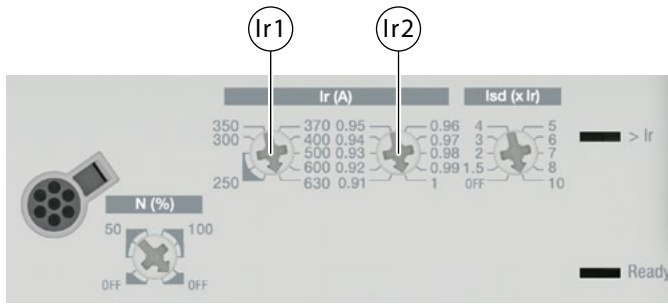 Ir1 Ir2
Ir (A) Isd (x Ir)
350 370 0.95 0.96 4 5
300 400 0.94 0.97 3 6 > Ir
500 0.93 0.98 2 7
600 0.92 0.99 1.5 8
250 630 0.91 1 OFF 10
N (%)
50 100
OFF OFF Ready